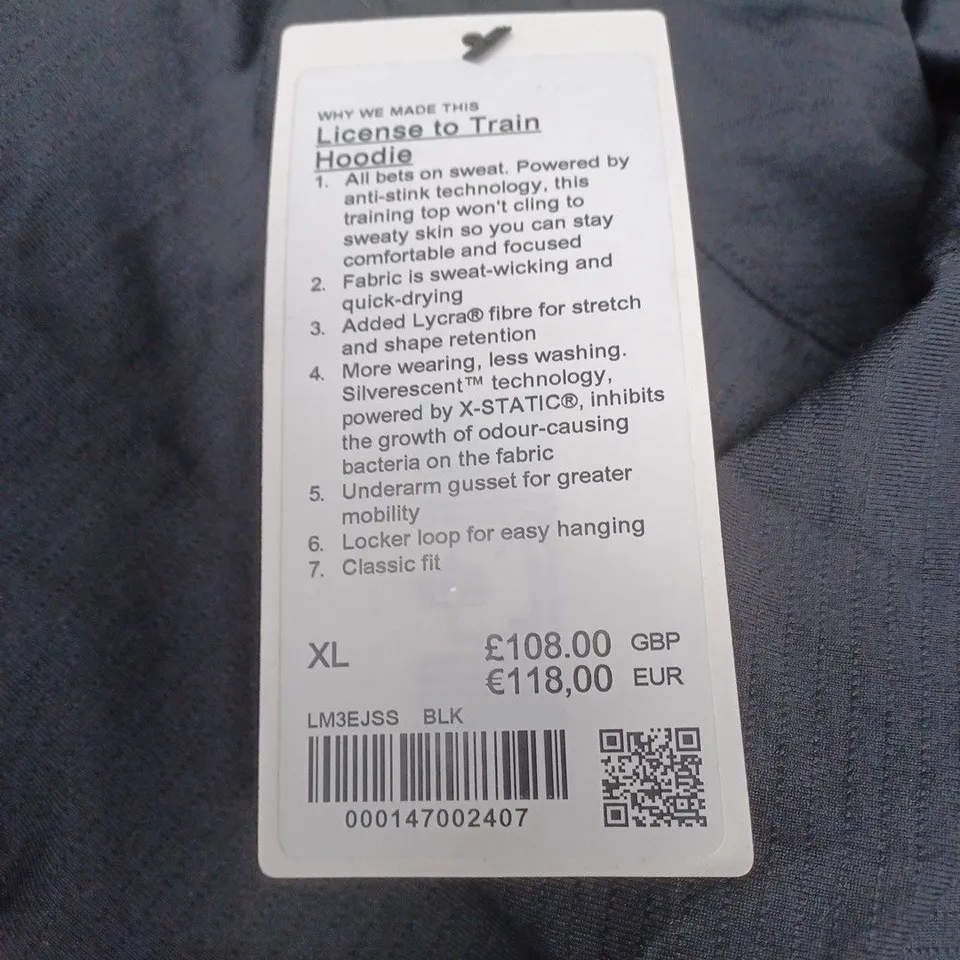 WHY WE MADE THIS
License to Train
Hoodie
1. All bets on sweat. Powered by
anti-stink technology, this
training top won't cling to
sweaty skin so you can stay
comfortable and focused
2. Fabric is sweat-wicking and
quick-drying
3. Added Lycra® fibre for stretch
and shape retention
4. More wearing, less washing.
Silverescent™ technology,
powered by X-STATIC®, inhibits
the growth of odour-causing
bacteria on the fabric
5. Underarm gusset for greater
mobility
6. Locker loop for easy hanging
7. Classic fit
XL £108.00 GBP
€118,00 EUR
LM3EJSS BLK
000147002407